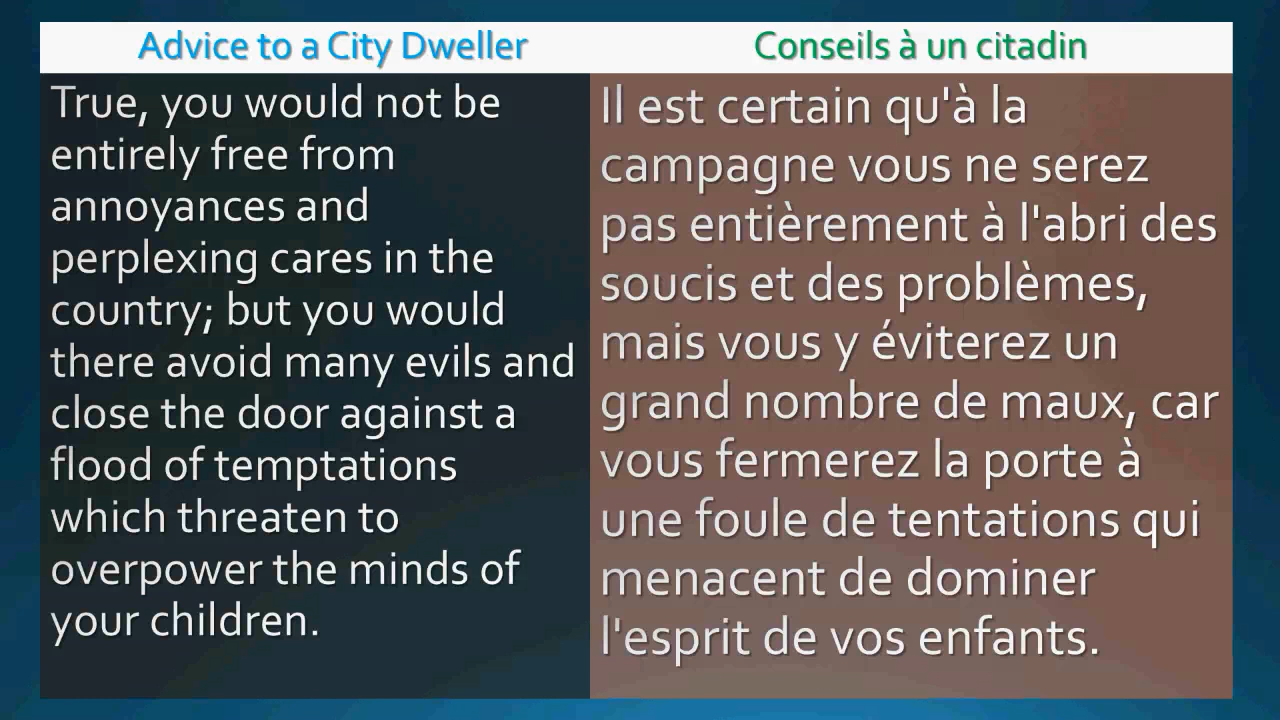 Advice to a City Dweller
True, you would not be
entirely free from
annoyances and
perplexing cares in the
country; but you would
there avoid many evils and
close the door against a
flood of temptations
which threaten to
overpower the minds of
your children.
Conseils à un citadin
Il est certain qu'à la
campagne vous ne serez
pas entièrement à l'abri des
soucis et des problèmes,
mais vous y éviterez un
grand nombre de maux, car
vous fermerez la porte à
une foule de tentations qui
menacent de dominer
l'esprit de vos enfants.